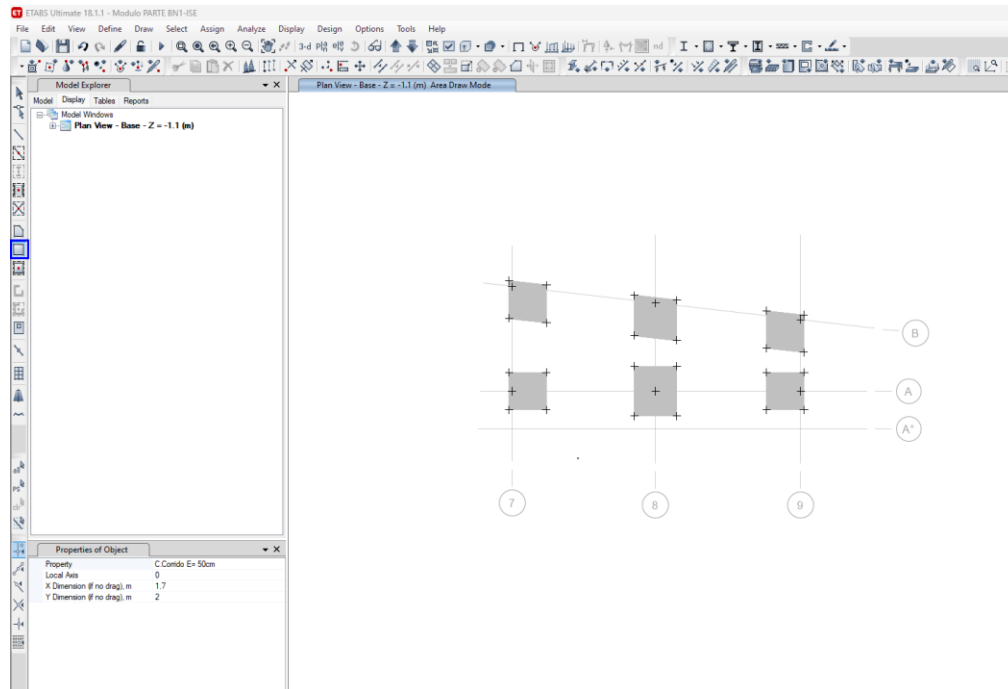 ETABS Ultimate 18.1.1 - Modulo PARTE BN1-ISE
File Edit View Define Draw Select Assign Analyze Display Design Options Tools Help
3-d
nd
Model Explorer
Plan View - Base - Z = -1.1 (m) Area Draw Mode
Model Display Tables Reports
Model Windows
Plan View - Base - Z = -1.1 (m)
B
A
A"
7
8
9
Properties of Object
Property C.Corrido E= 50cm
Local Axis 0
X Dimension (if no drag), m 1.7
Y Dimension (if no drag), m 2